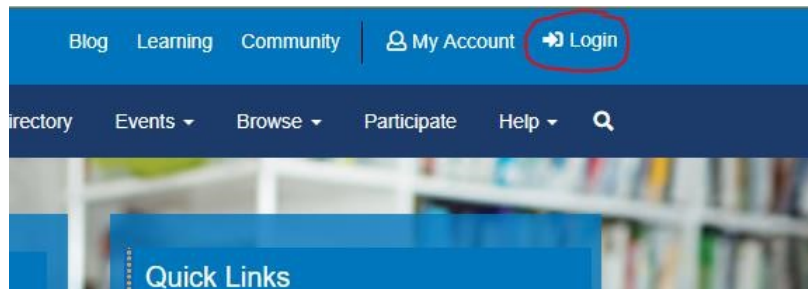 Blog Learning Community My Account Login
irectory Events Browse Participate Help
Quick Links